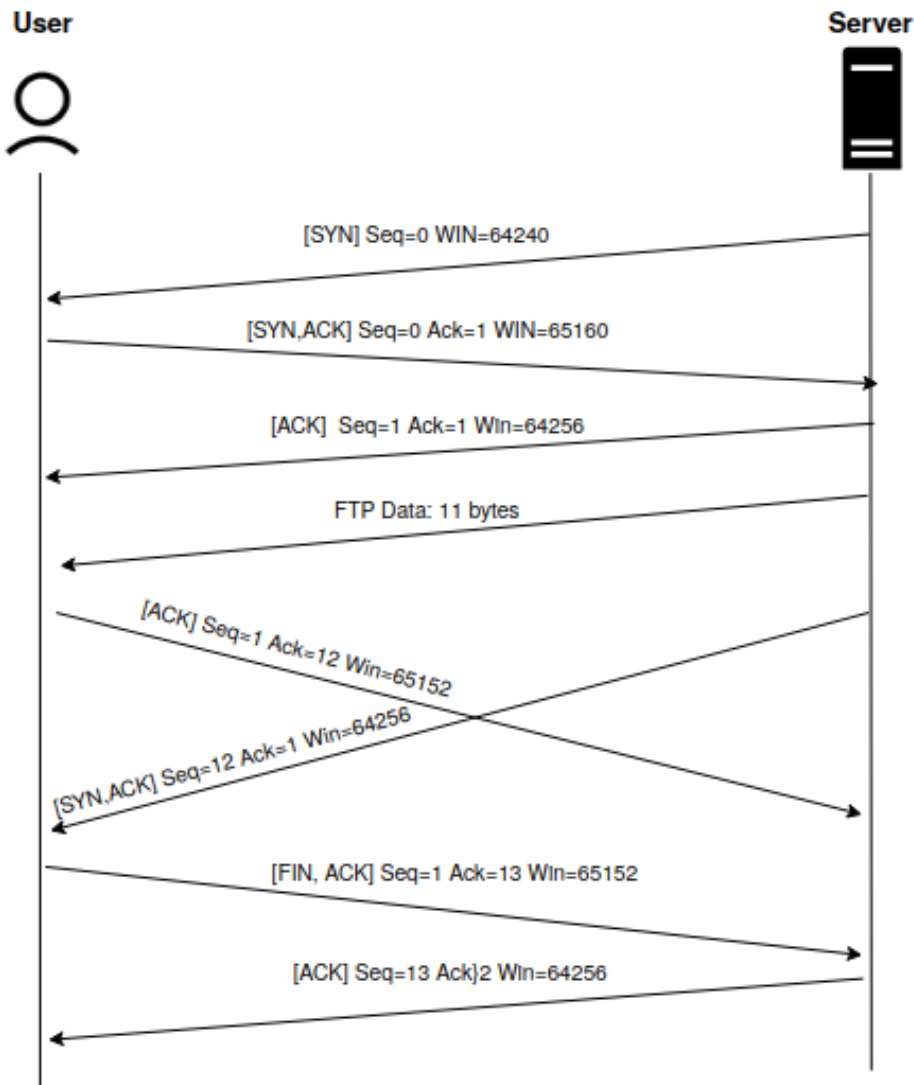 User
Server
[SYN] Seq=0 WIN=64240
[SYN,ACK] Seq=0 Ack=1 WIN=65160
[ACK]  Seq=1 Ack=1 Win=64256
FTP Data: 11 bytes
[ACK] Seq=1 Ack=12 Win=65152
[SYN,ACK] Seq=12 Ack=1 Win=64256
[FIN, ACK] Seq=1 Ack=13 Win=65152
[ACK] Seq=13 Ack}2 Win=64256